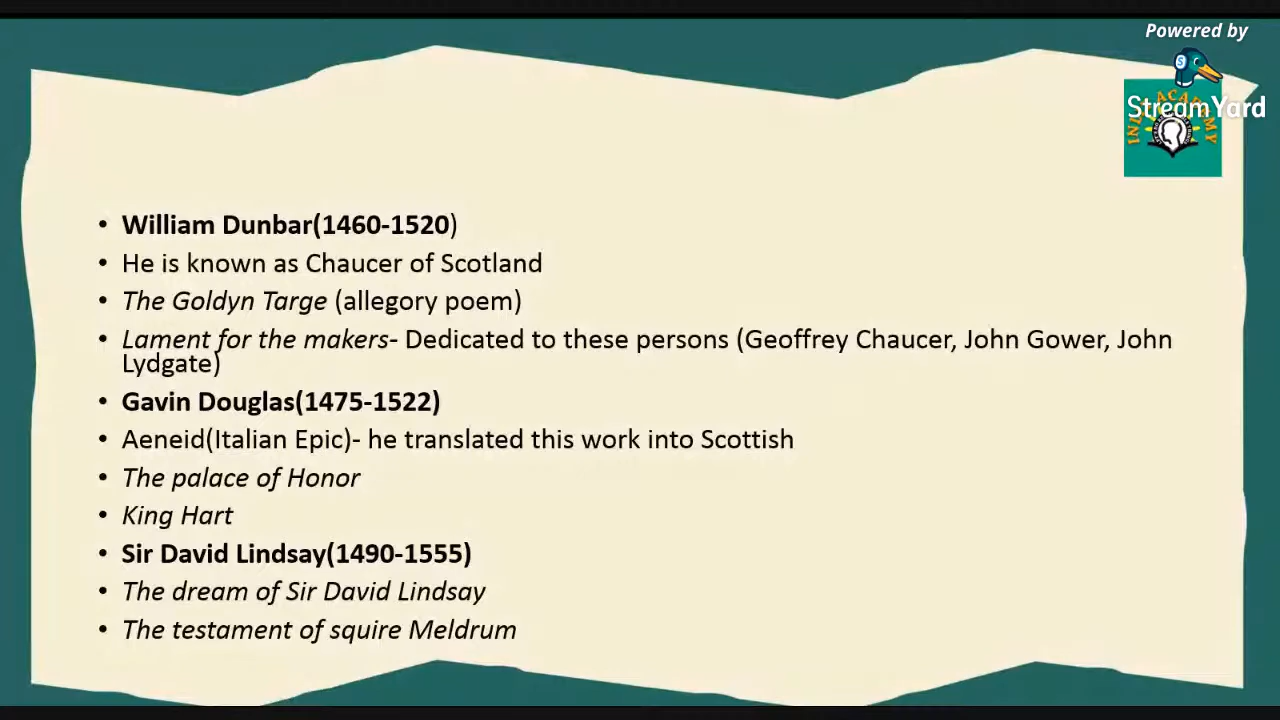 Powered by
StreamYard
INDIA ACADEMY
• William Dunbar(1460-1520)
• He is known as Chaucer of Scotland
• The Goldyn Targe (allegory poem)
• Lament for the makers- Dedicated to these persons (Geoffrey Chaucer, John Gower, John
Lydgate)
• Gavin Douglas(1475-1522)
• Aeneid(Italian Epic)- he translated this work into Scottish
• The palace of Honor
• King Hart
• Sir David Lindsay(1490-1555)
• The dream of Sir David Lindsay
• The testament of squire Meldrum